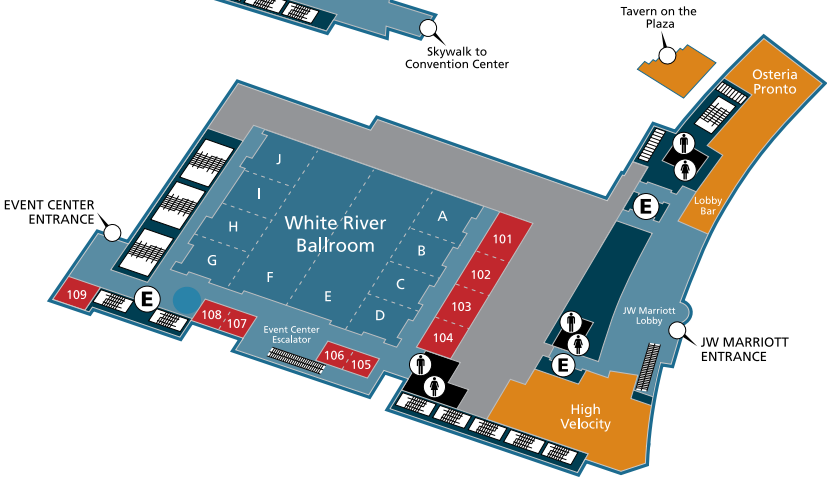 Tavern on the
Plaza
Skywalk to
Convention Center
Osteria
Pronto
J
I
H
G
F
E
A
B
C
D
White River
Ballroom
EVENT CENTER
ENTRANCE
Lobby
Bar
E
101
102
103
104
109
E
108
107
Event Center
Escalator
106
105
JW Marriott
Lobby
JW MARRIOTT
ENTRANCE
E
High
Velocity